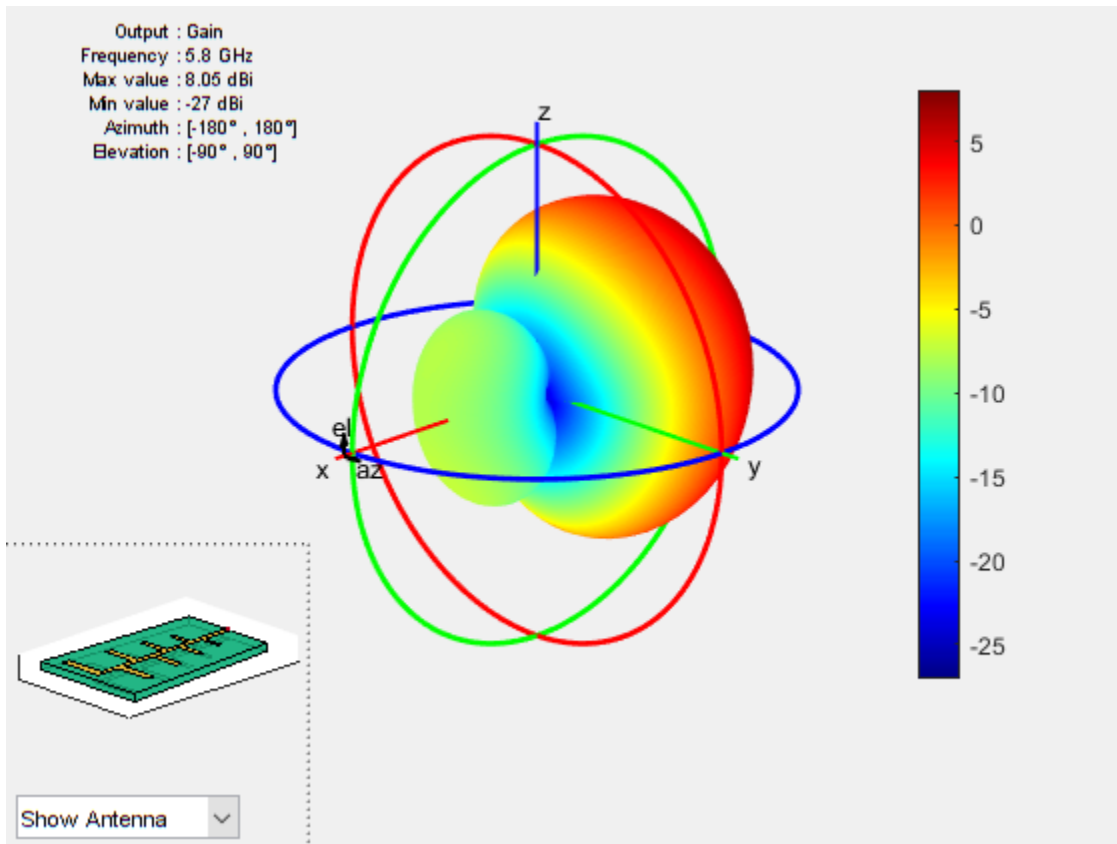 Output : Gain
Frequency : 5.8 GHz
Max value : 8.05 dBi
Min value : -27 dBi
Azimuth : [-180° , 180°]
Elevation : [-90° , 90°]
z
5
0
-5
-10
-15
-20
-25
el
x
az
y
Show Antenna